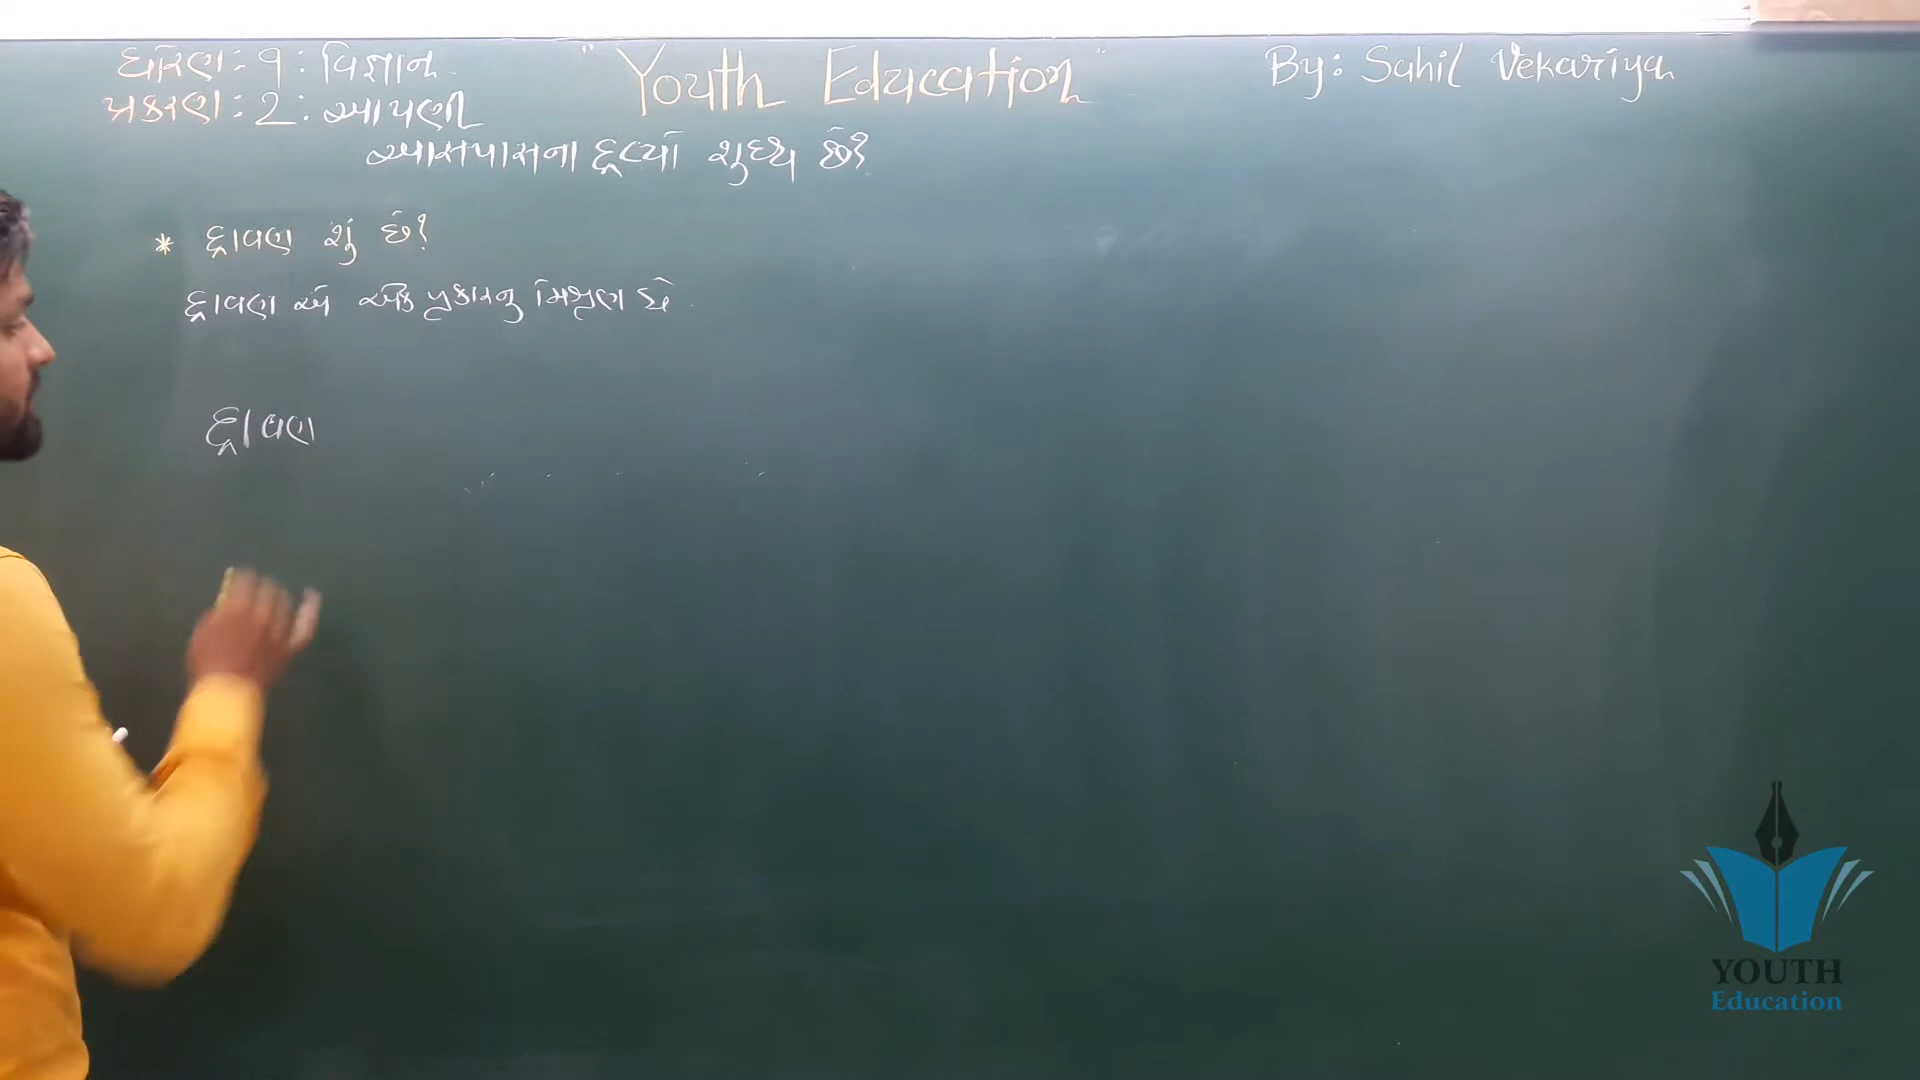 ધોરણ :- ૧ : વિજ્ઞાન
" Youth Education "
By: Sahil Vekariya
પ્રકરણ :- 2 : આપણી
આસપાસના દ્રવ્યો શુધ્ધ છે?
* દ્રાવણ શું છે?
દ્રાવણ એ એક પ્રકારનુ મિશ્રણ છે.
દ્રાવણ
YOUTH
Education